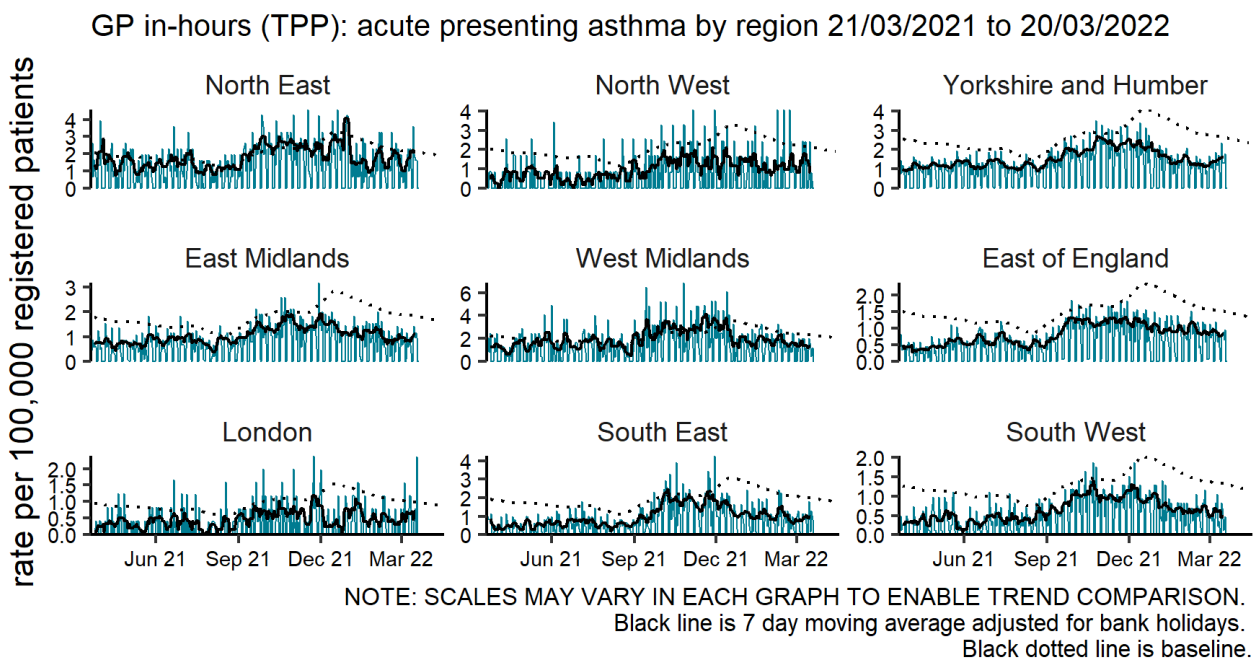 GP in-hours (TPP): acute presenting asthma by region 21/03/2021 to 20/03/2022
rate per 100,000 registered patients
North East
4
3
2
1
0
North West
4
3
2
1
0
Yorkshire and Humber
4
3
2
1
0
East Midlands
3
2
1
0
West Midlands
6
4
2
0
East of England
2.0
1.5
1.0
0.5
0.0
London
2.0
1.5
1.0
0.5
0.0
Jun 21 Sep 21 Dec 21 Mar 22
South East
4
3
2
1
0
Jun 21 Sep 21 Dec 21 Mar 22
South West
2.0
1.5
1.0
0.5
0.0
Jun 21 Sep 21 Dec 21 Mar 22
NOTE: SCALES MAY VARY IN EACH GRAPH TO ENABLE TREND COMPARISON.
Black line is 7 day moving average adjusted for bank holidays.
Black dotted line is baseline.